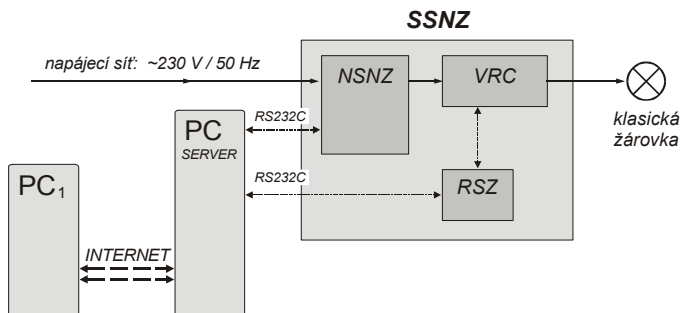 SSNZ
napájecí síť: ~230 V / 50 Hz
NSNZ
VRC
klasická
žárovka
RS232C
PC
SERVER
RS232C
RSZ
PC1
INTERNET